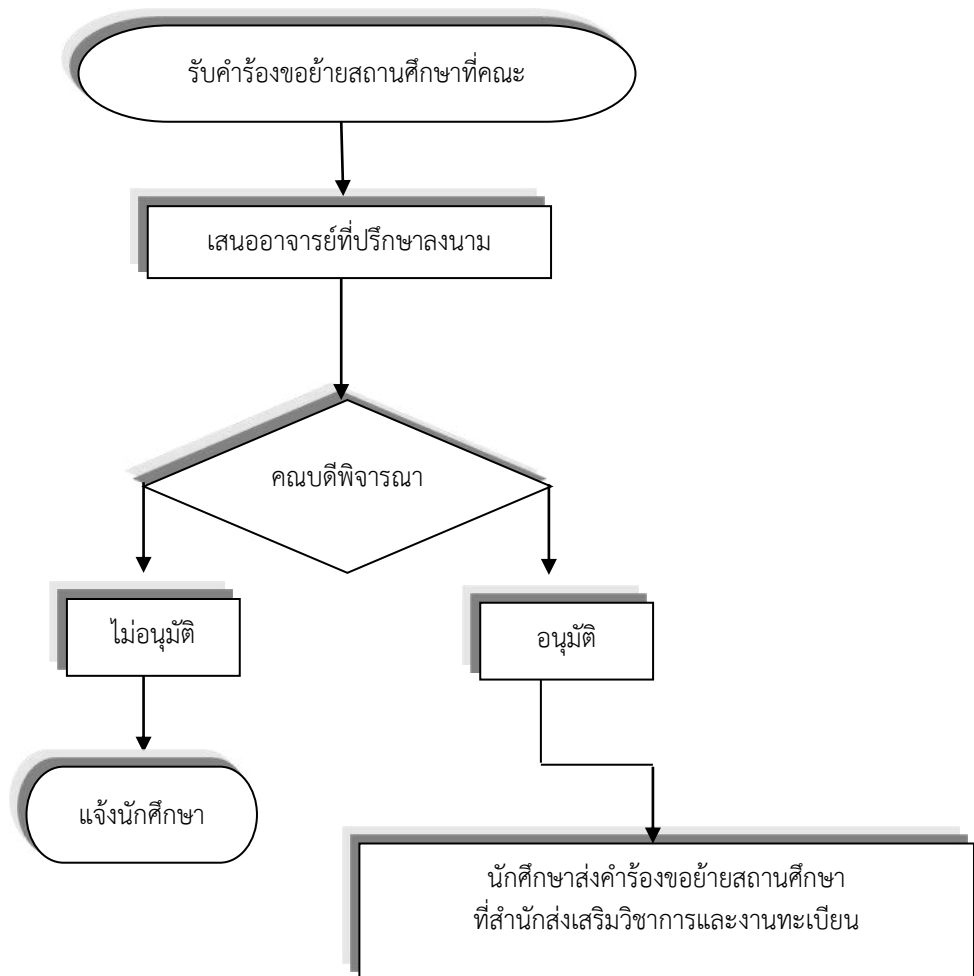 รับคำร้องขอย้ายสถานศึกษาที่คณะ
เสนออาจารย์ที่ปรึกษาลงนาม
คณบดีพิจารณา
ไม่อนุมัติ
อนุมัติ
แจ้งนักศึกษา
นักศึกษาส่งคำร้องขอย้ายสถานศึกษา
ที่สำนักส่งเสริมวิชาการและงานทะเบียน